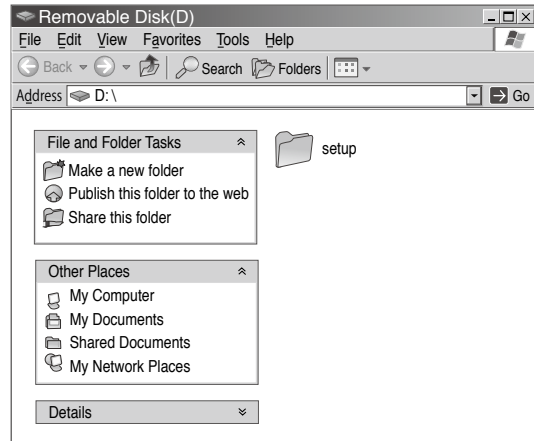 Removable Disk(D)
File Edit View Favorites Tools Help
Back Search Folders
Address D:\ Go
File and Folder Tasks
Make a new folder
Publish this folder to the web
Share this folder
Other Places
My Computer
My Documents
Shared Documents
My Network Places
Details
setup